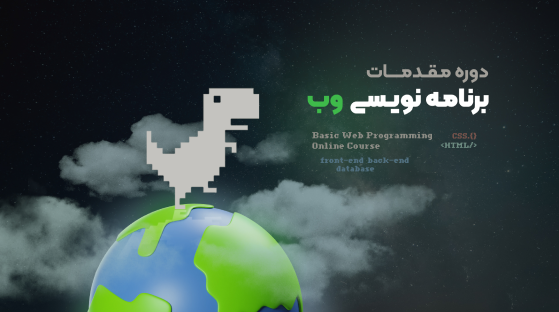 دوره مقدمات
برنامه نویسی وب
Basic Web Programming
Online Course
CSS.{}
<HTML/>
front-end back-end
database